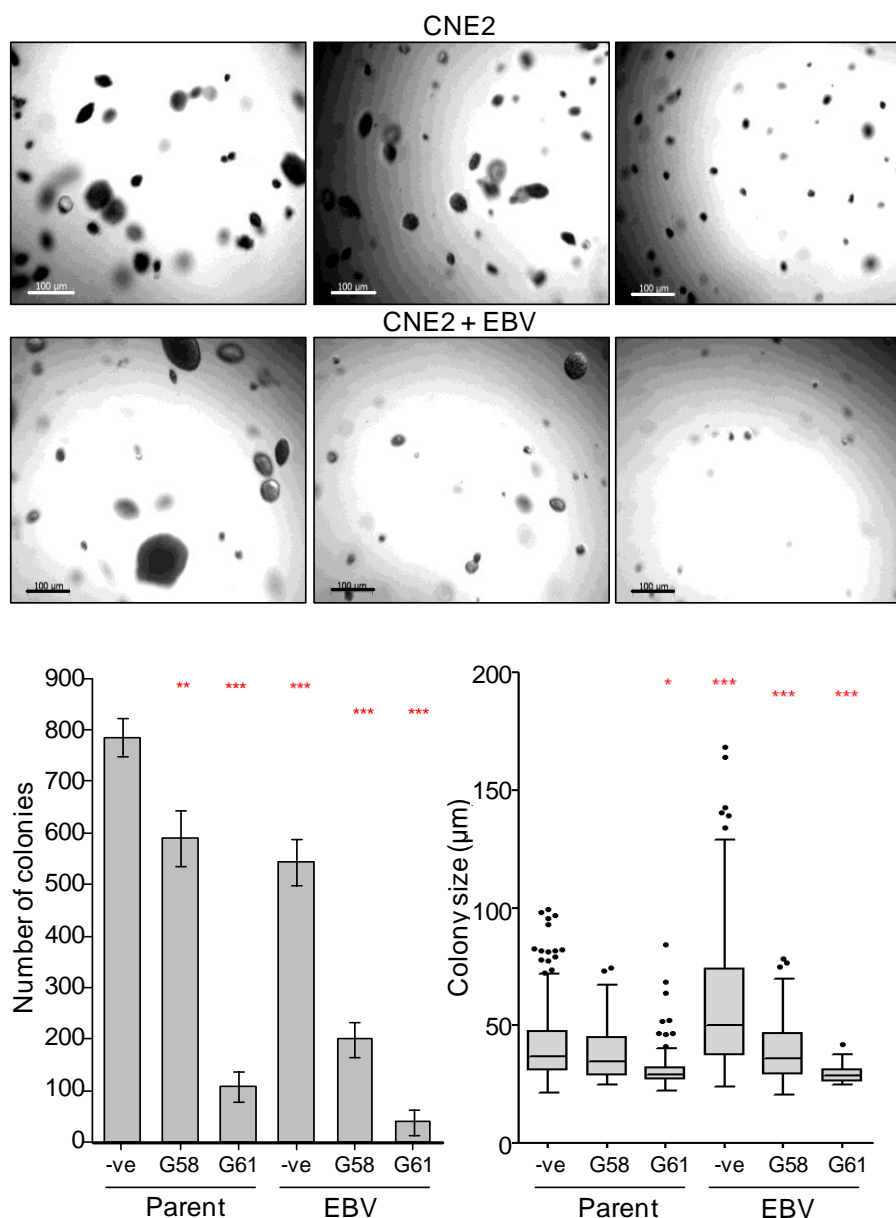 CNE2
100 µm 100 µm 100 µm
CNE2 + EBV
100 µm 100 µm 100 µm
Number of colonies
900
800
700
600
500
400
300
200
100
0
** *** *** *** ***
-ve G58 G61 -ve G58 G61
Parent EBV
Colony size (µm)
200
150
100
50
0
* *** *** ***
-ve G58 G61 -ve G58 G61
Parent EBV